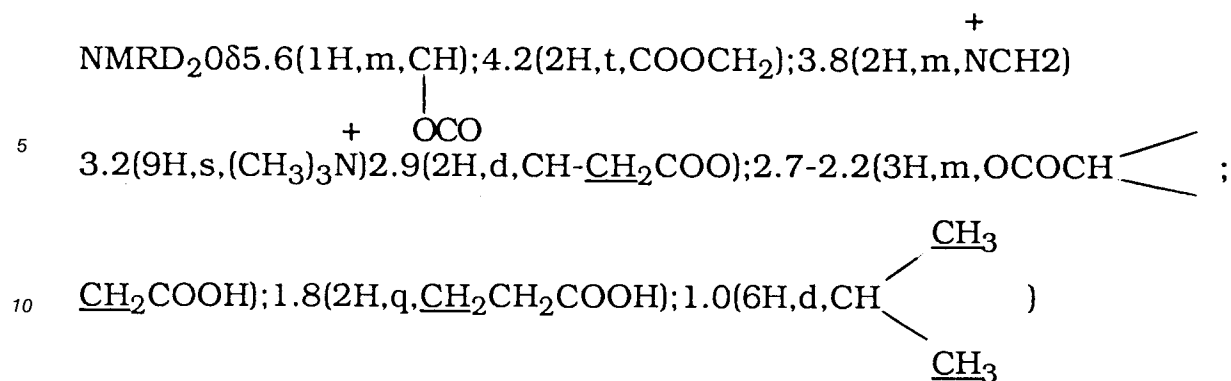 +
NMRD₂0δ5.6(1H,m,CH);4.2(2H,t,COOCH₂);3.8(2H,m,NCH2)
+ OCO
5
3.2(9H,s,(CH₃)₃N)2.9(2H,d,CH-CH₂COO);2.7-2.2(3H,m,OCOCH ;
CH₃
10 CH₂COOH);1.8(2H,q,CH₂CH₂COOH);1.0(6H,d,CH )
CH₃